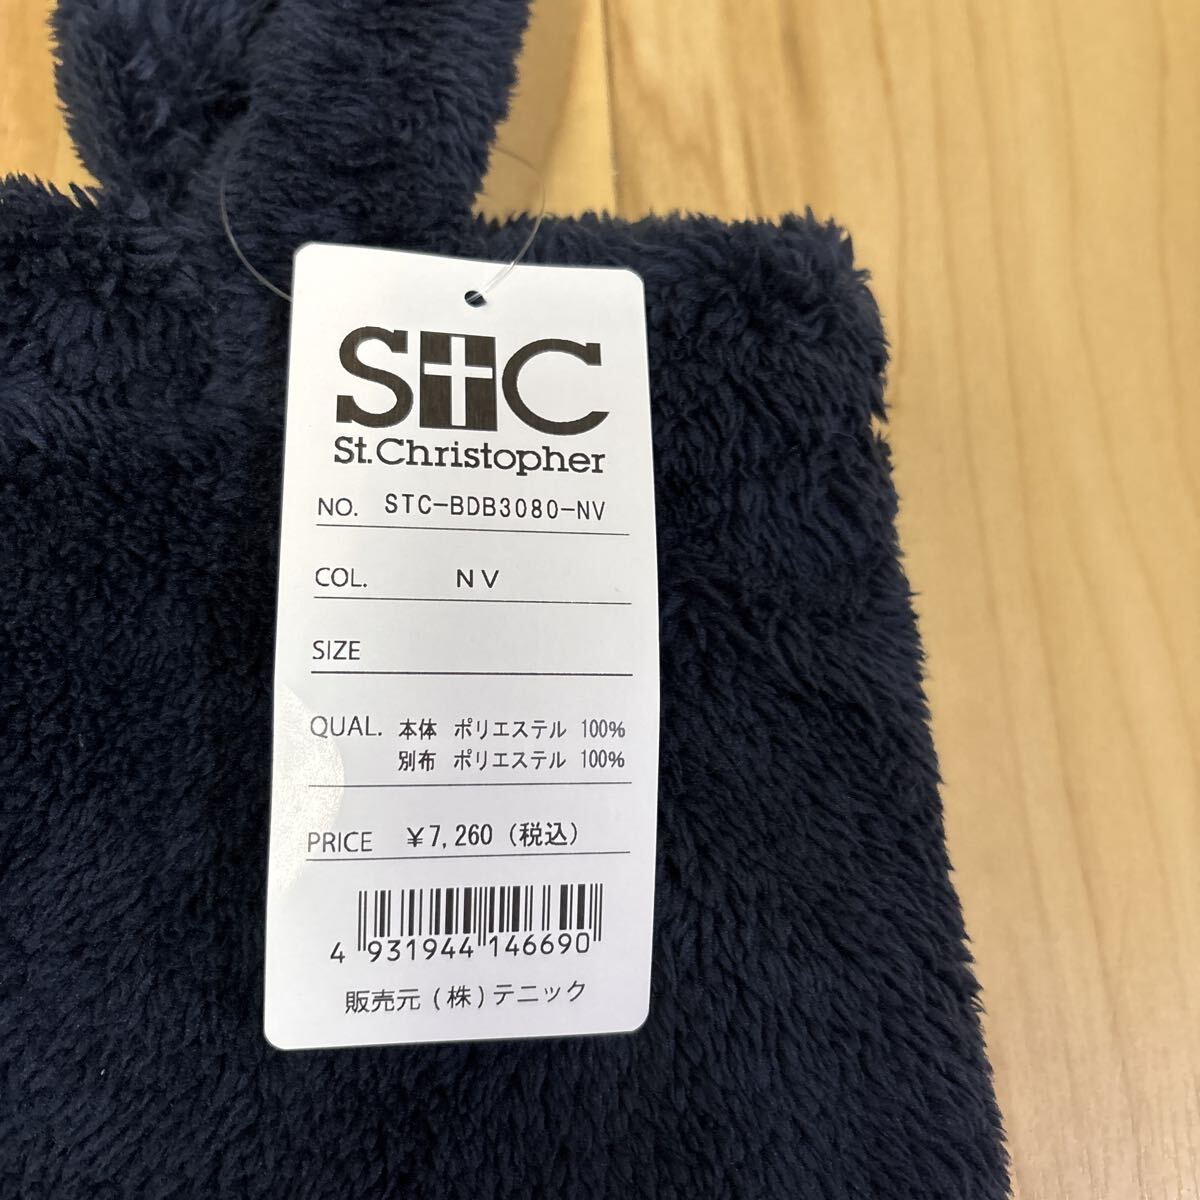 STC
St.Christopher
NO. STC-BDB3080-NV
COL. NV
SIZE
QUAL. 本体 ポリエステル 100%
別布 ポリエステル 100%
PRICE ¥7,260 (税込)
4 931944 146690
販売元 (株)テニック